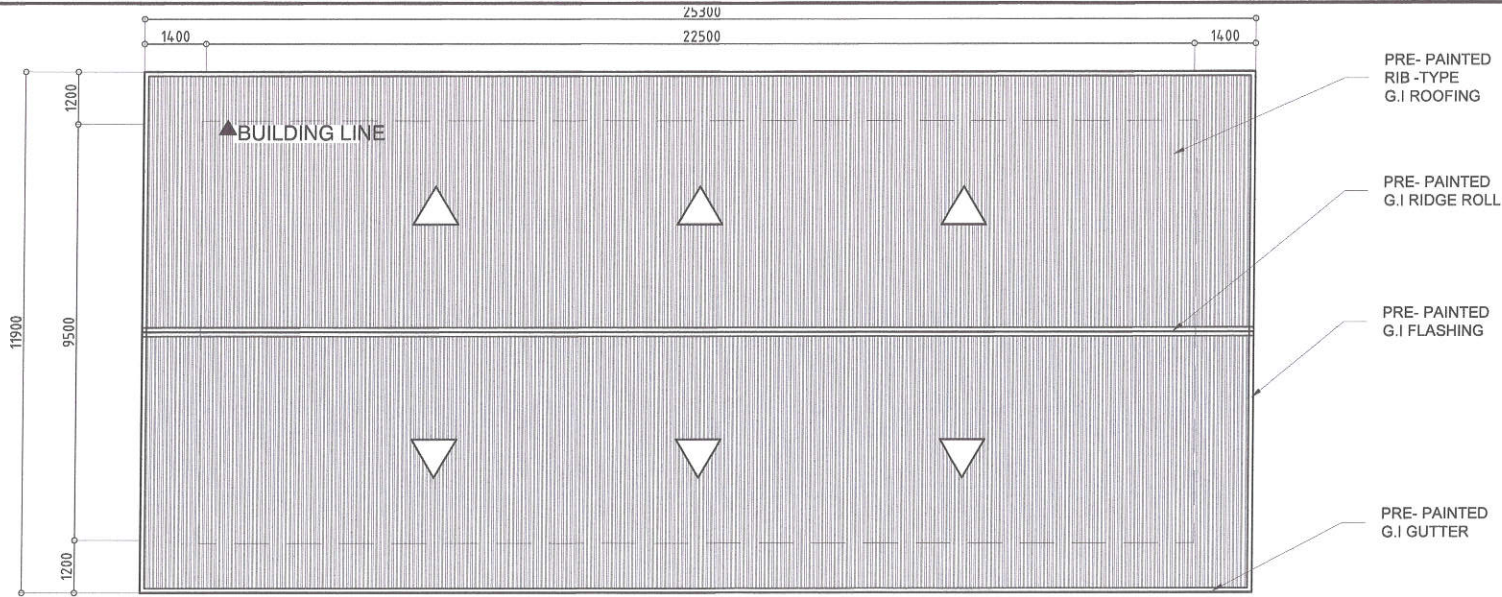 25300
1400 22500 1400
PRE- PAINTED
RIB -TYPE
G.I ROOFING
1200
BUILDING LINE
PRE- PAINTED
G.I RIDGE ROLL
11900
9500
PRE- PAINTED
G.I FLASHING
PRE- PAINTED
G.I GUTTER
1200